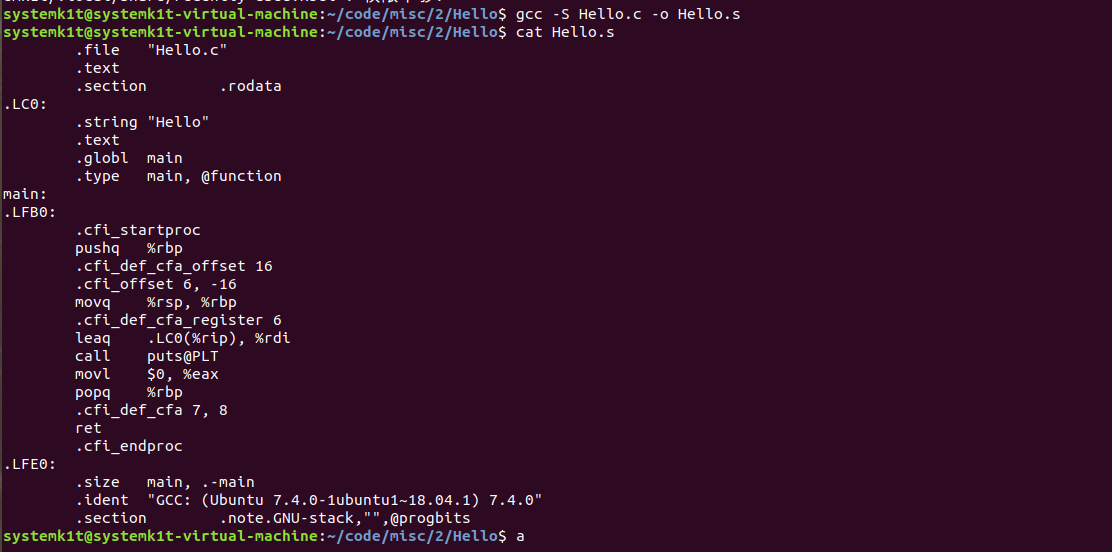 systemk1t@systemk1t-virtual-machine:~/code/misc/2/Hello$ gcc -S Hello.c -o Hello.s
systemk1t@systemk1t-virtual-machine:~/code/misc/2/Hello$ cat Hello.s
        .file   "Hello.c"
        .text
        .section        .rodata
.LC0:
        .string "Hello"
        .text
        .globl  main
        .type   main, @function
main:
.LFB0:
        .cfi_startproc
        pushq   %rbp
        .cfi_def_cfa_offset 16
        .cfi_offset 6, -16
        movq    %rsp, %rbp
        .cfi_def_cfa_register 6
        leaq    .LC0(%rip), %rdi
        call    puts@PLT
        movl    $0, %eax
        popq    %rbp
        .cfi_def_cfa 7, 8
        ret
        .cfi_endproc
.LFE0:
        .size   main, .-main
        .ident  "GCC: (Ubuntu 7.4.0-1ubuntu1~18.04.1) 7.4.0"
        .section        .note.GNU-stack,"",@progbits
systemk1t@systemk1t-virtual-machine:~/code/misc/2/Hello$ a